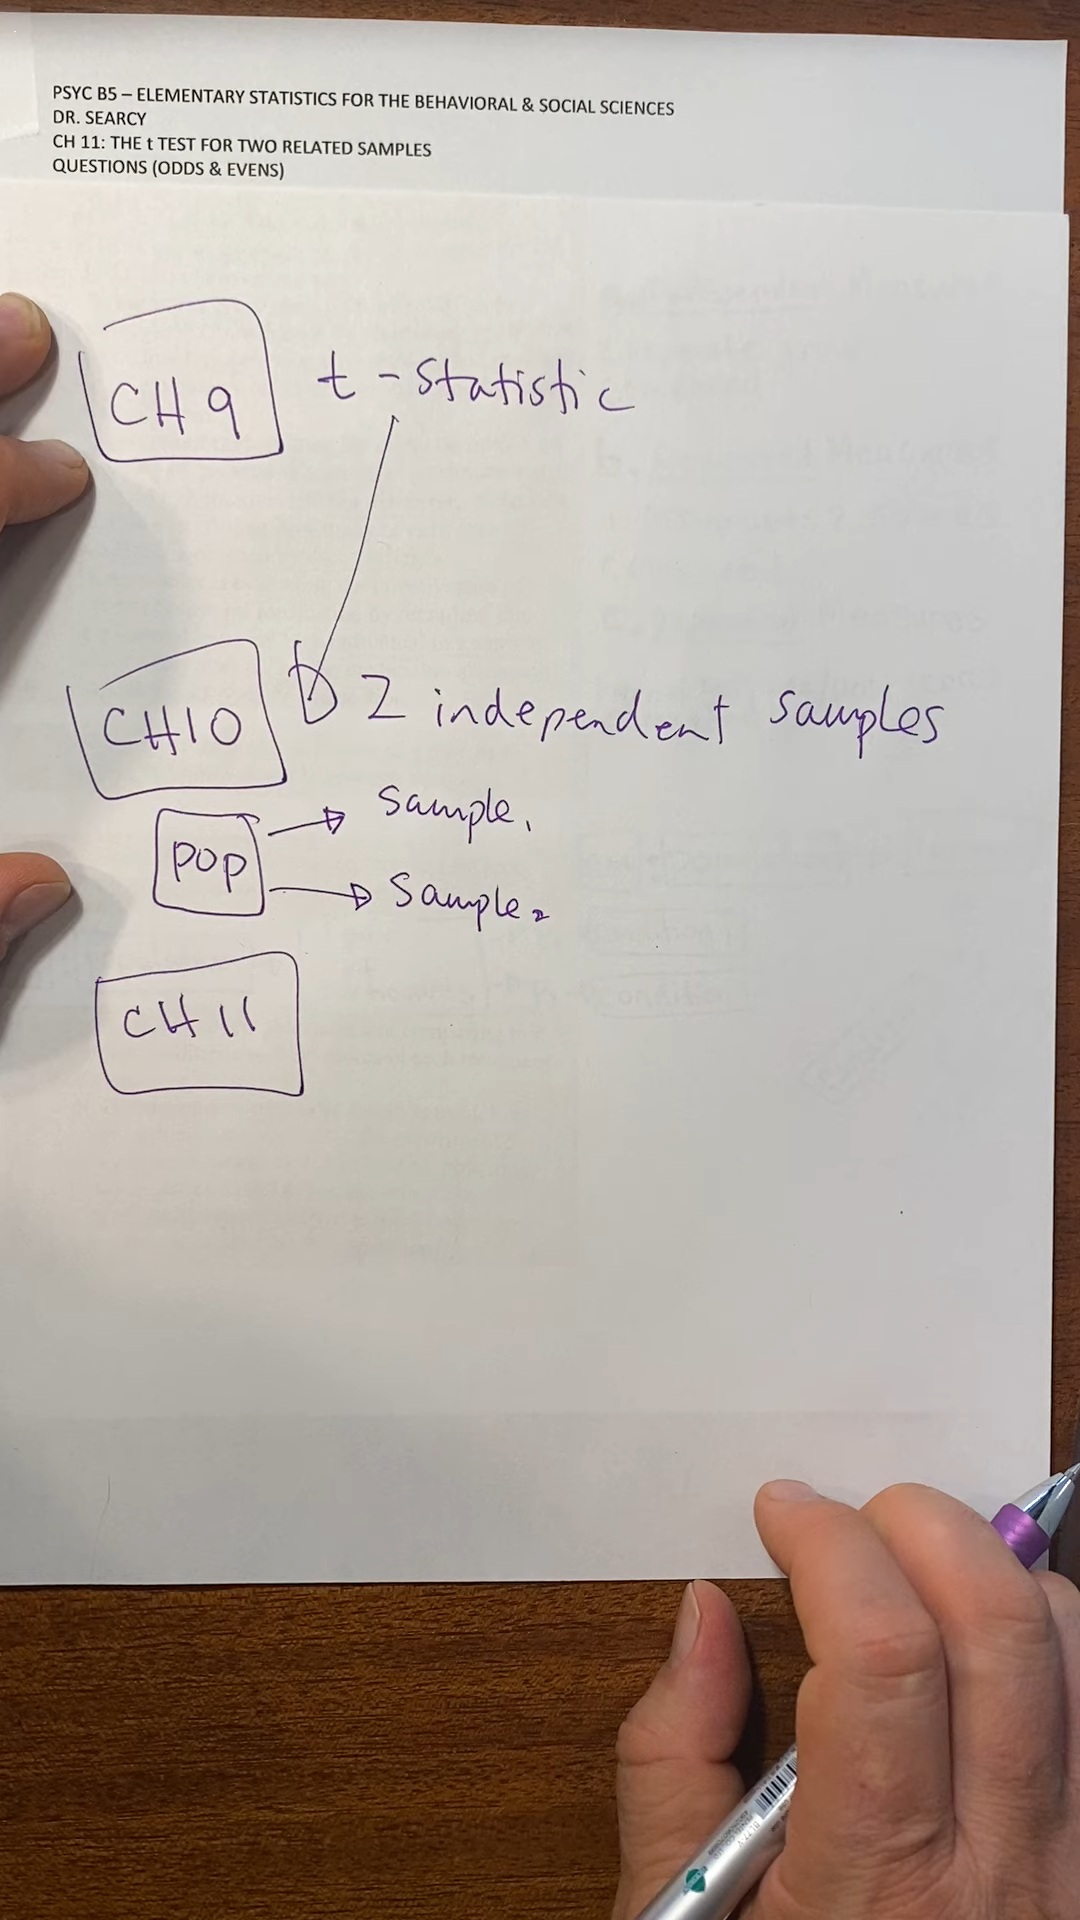 PSYC B5 – ELEMENTARY STATISTICS FOR THE BEHAVIORAL & SOCIAL SCIENCES
DR. SEARCY
CH 11: THE t TEST FOR TWO RELATED SAMPLES
QUESTIONS (ODDS & EVENS)
CH 9 t - Statistic
CH10 2 independent samples
Sample₁
POP
Sample₂
CH 11